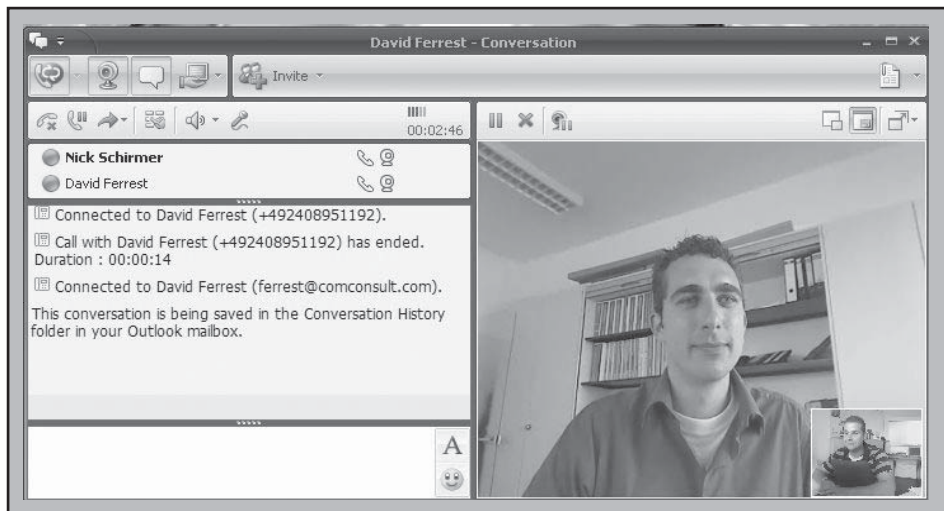 David Ferrest - Conversation
Invite
00:02:46
Nick Schirmer
David Ferrest
Connected to David Ferrest (+492408951192).
Call with David Ferrest (+492408951192) has ended.
Duration : 00:00:14
Connected to David Ferrest (ferrest@comconsult.com).
This conversation is being saved in the Conversation History
folder in your Outlook mailbox.
A